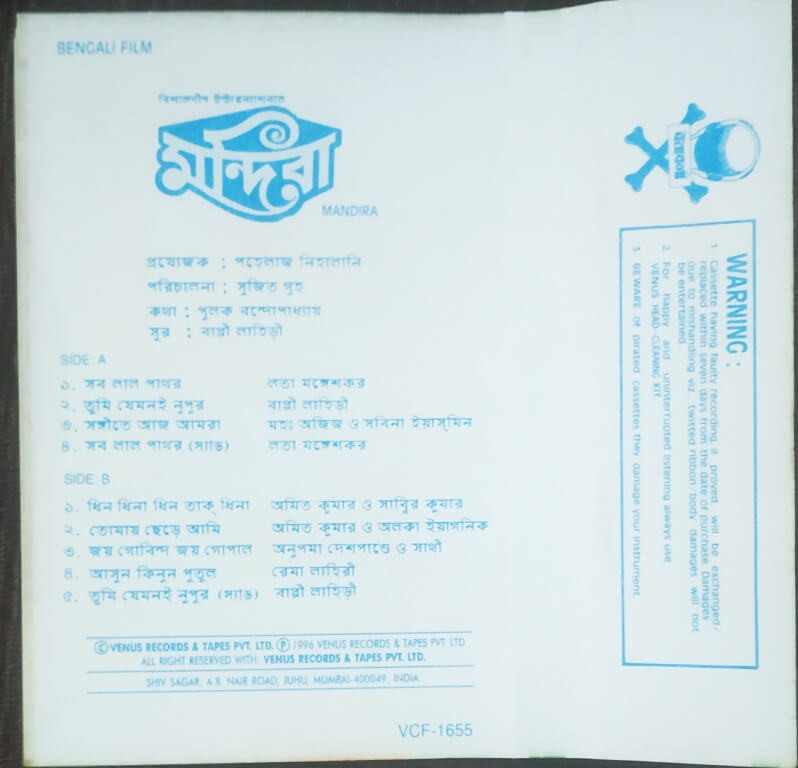 BENGALI FILM
বিশালদীপ ইন্টারন্যাশনাল
মন্দিরা
MANDIRA
প্রযোজক : পহেলাজ নিহালানি
পরিচালনা : সুজিত গুহ
কথা : পুলক বন্দোপাধ্যায়
সুর : বাপ্পী লাহিড়ী
SIDE: A
১. সব লাল পাথর লতা মঙ্গেশকর
২. তুমি যেমনই নুপুর বাপ্পী লাহিড়ী
৩. সঙ্গীতে আজ আমরা মহঃ অজিজ ও সবিনা ইয়াস্‌মিন
৪. সব লাল পাথর (স্যাড) লতা মঙ্গেশকর
SIDE: B
১. ধিন ধিনা ধিন তাক্ ধিনা অমিত কুমার ও সাব্বির কুমার
২. তোমায় ছেড়ে আমি অমিত কুমার ও অলকা ইয়াগনিক
৩. জয় গোবিন্দ জয় গোপাল অনুপমা দেশপাণ্ডে ও সাথী
৪. আসুন কিনুন পুতুল রেমা লাহিরী
৫. তুমি যেমনই নুপুর (স্যাড) বাপ্পী লাহিড়ী
Ⓒ VENUS RECORDS & TAPES PVT. LTD. Ⓟ 1996 VENUS RECORDS & TAPES PVT. LTD.
ALL RIGHT RESERVED WITH: VENUS RECORDS & TAPES PVT. LTD.
SHIV SAGAR, A.B. NAIR ROAD, JUHU, MUMBAI-400049, INDIA.
VCF-1655
WARNING :
1 Cassette having faulty recording if proved will be exchanged/
replaced within seven days from the date of purchase. Damages
due to mishandling viz., twisted ribbon/body damages will not
be entertained
2 For happy and uninterrupted listening always use
VENUS HEAD CLEANING KIT
3 BEWARE of pirated cassettes, they damage your instrument.